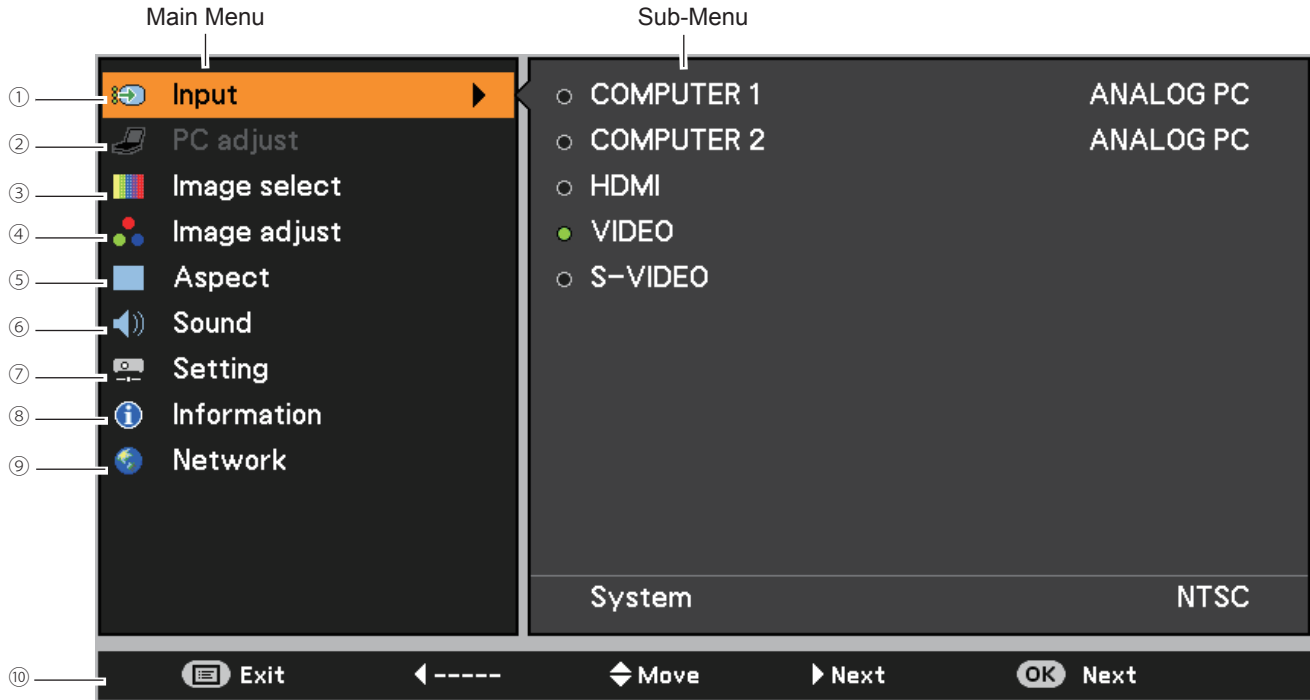 Main Menu
Sub-Menu
① Input
② PC adjust
③ Image select
④ Image adjust
⑤ Aspect
⑥ Sound
⑦ Setting
⑧ Information
⑨ Network
COMPUTER 1 ANALOG PC
COMPUTER 2 ANALOG PC
HDMI
VIDEO
S-VIDEO
System NTSC
⑩ Exit ----- Move Next OK Next